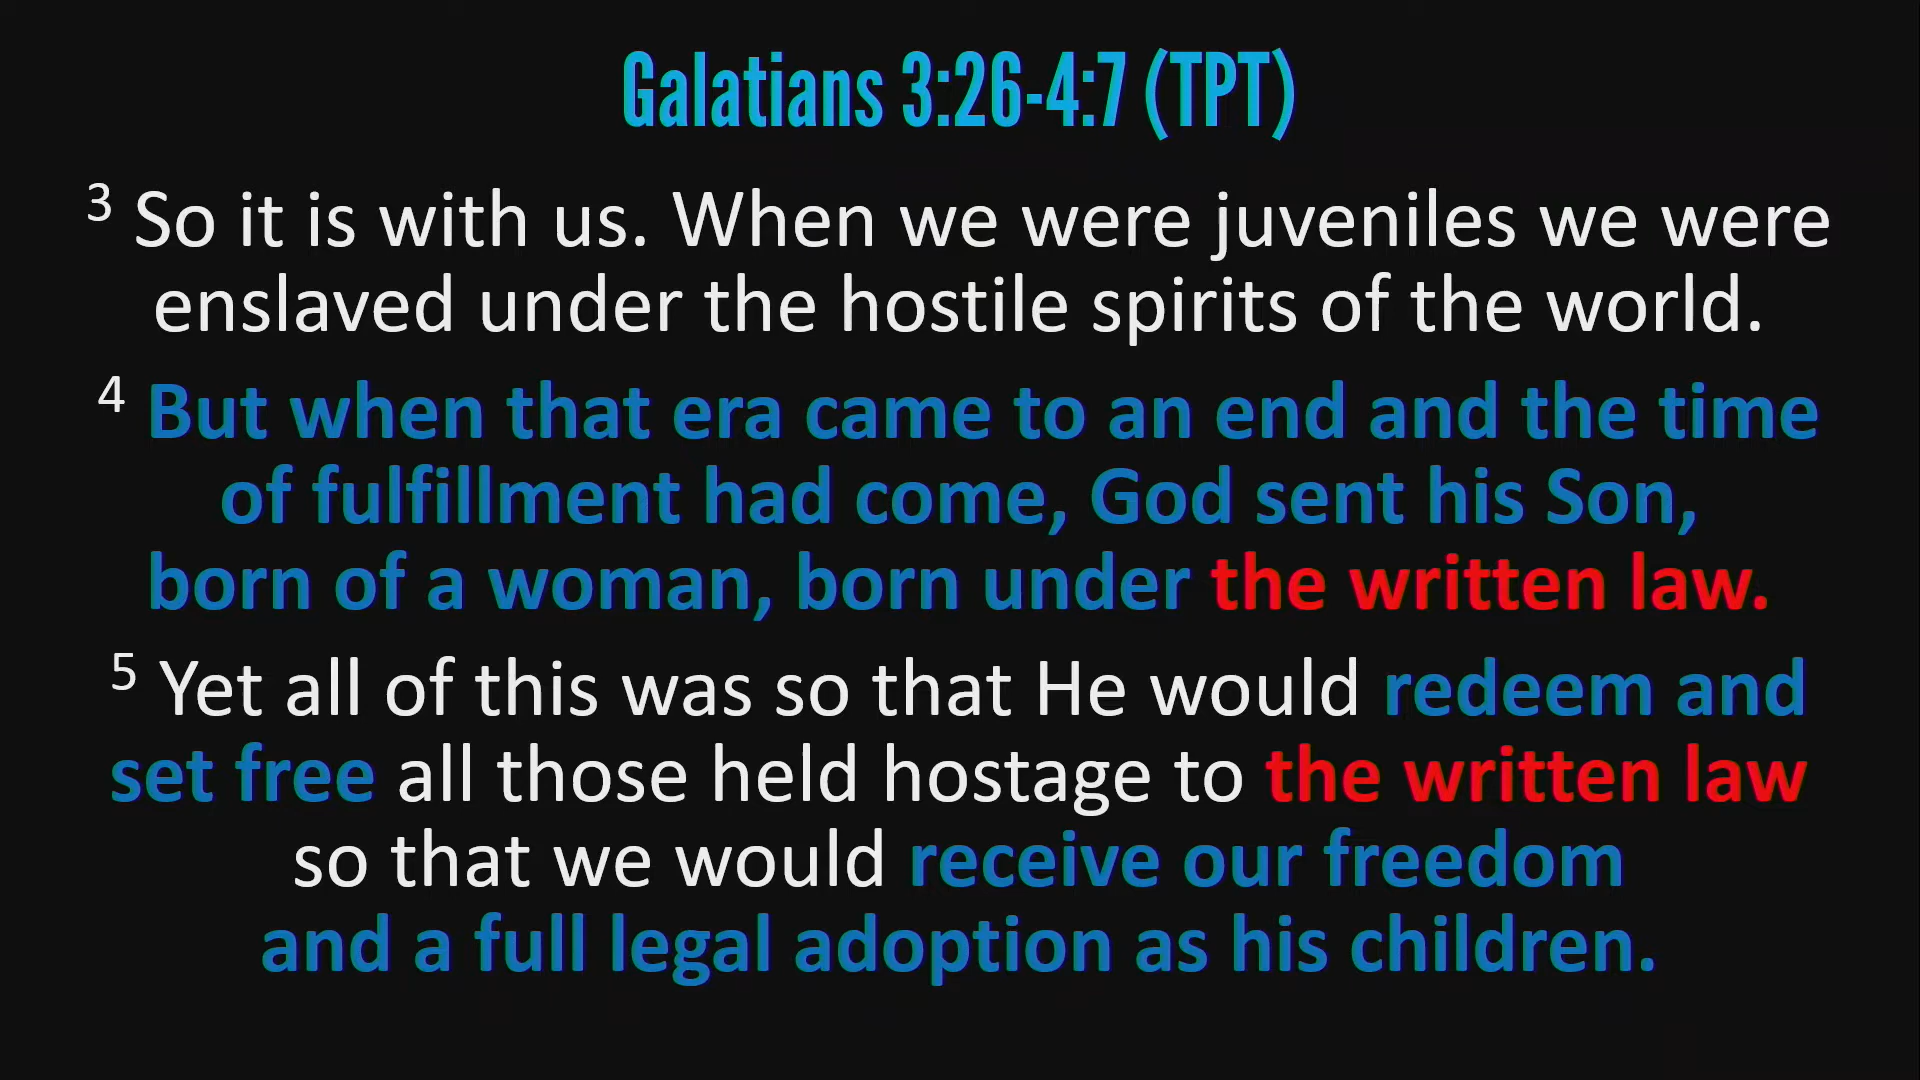 Galatians 3:26-4:7 (TPT)
3 So it is with us. When we were juveniles we were
enslaved under the hostile spirits of the world.
4 But when that era came to an end and the time
of fulfillment had come, God sent his Son,
born of a woman, born under the written law.
5 Yet all of this was so that He would redeem and
set free all those held hostage to the written law
so that we would receive our freedom
and a full legal adoption as his children.